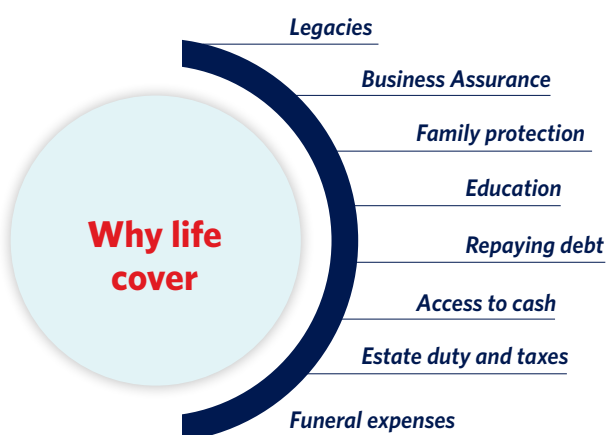 Legacies
Business Assurance
Family protection
Education
Why life
cover
Repaying debt
Access to cash
Estate duty and taxes
Funeral expenses